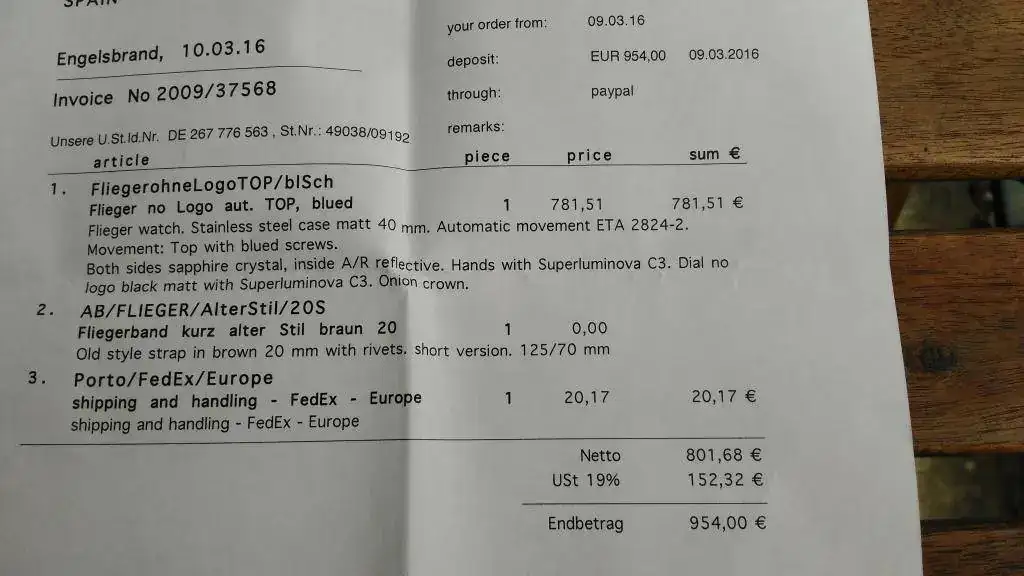 SPAIN
Engelsbrand, 10.03.16
Invoice No 2009/37568
your order from: 09.03.16
deposit: EUR 954,00 09.03.2016
through: paypal
remarks:
Unsere U.St.Id.Nr. DE 267 776 563 , St.Nr.: 49038/09192
article piece price sum €
1. FliegerohneLogoTOP/blSch
Flieger no Logo aut. TOP, blued 1 781,51 781,51 €
Flieger watch. Stainless steel case matt 40 mm. Automatic movement ETA 2824-2.
Movement: Top with blued screws.
Both sides sapphire crystal, inside A/R reflective. Hands with Superluminova C3. Dial no
logo black matt with Superluminova C3. Onion crown.
2. AB/FLIEGER/AlterStil/20S
Fliegerband kurz alter Stil braun 20 1 0,00
Old style strap in brown 20 mm with rivets. short version. 125/70 mm
3. Porto/FedEx/Europe
shipping and handling - FedEx - Europe 1 20,17 20,17 €
shipping and handling - FedEx - Europe
Netto 801,68 €
USt 19% 152,32 €
Endbetrag 954,00 €